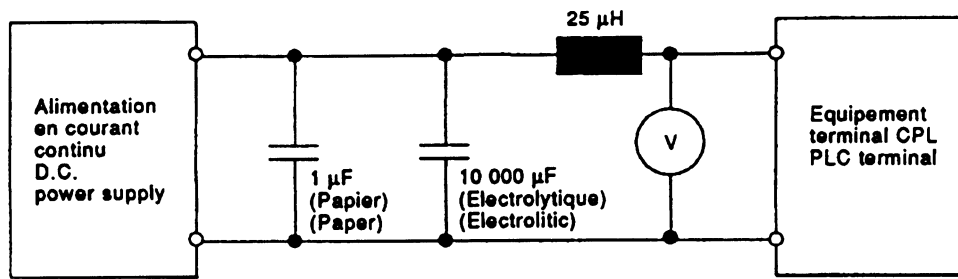 25 µH
Alimentation
en courant
continu
D.C.
power supply
1 µF
(Papier)
(Paper)
10 000 µF
(Electrolytique)
(Electrolitic)
V
Equipement
terminal CPL
PLC terminal